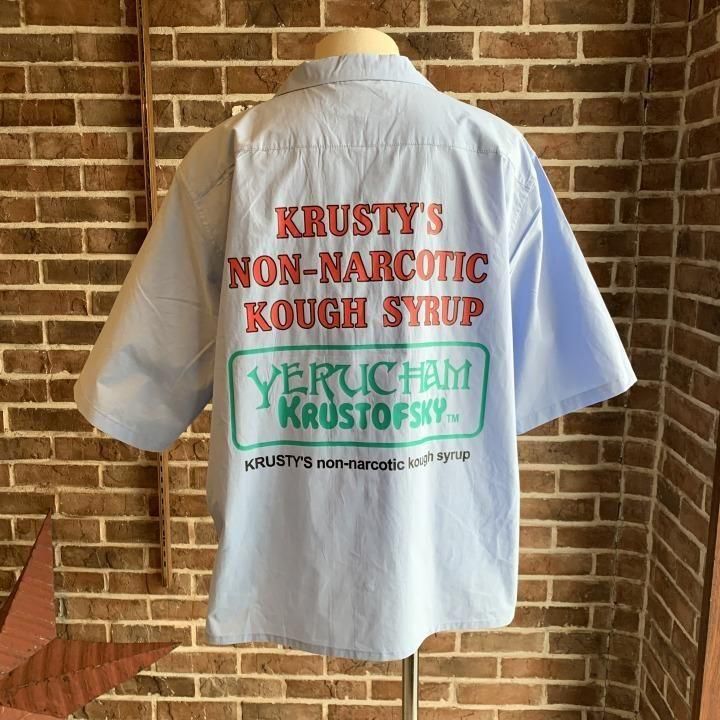 KRUSTY'S
NON-NARCOTIC
KOUGH SYRUP
YERUCHAM
KRUSTOFSKY™
KRUSTY'S non-narcotic kough syrup